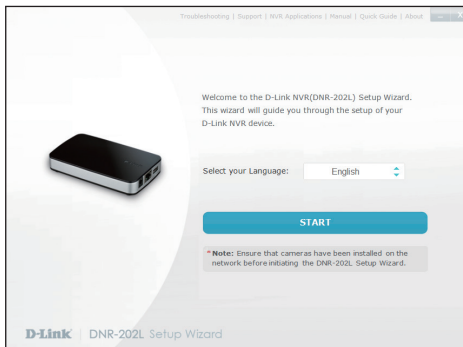 Troubleshooting | Support | NVR Applications | Manual | Quick Guide | About
Welcome to the D-Link NVR(DNR-202L) Setup Wizard.
This wizard will guide you through the setup of your
D-Link NVR device.
Select your Language: English
START
*Note: Ensure that cameras have been installed on the
network before initiating the DNR-202L Setup Wizard.
D-Link DNR-202L Setup Wizard